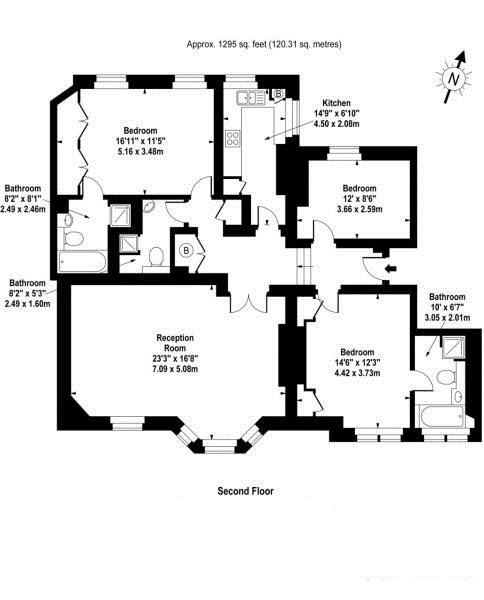 Approx. 1295 sq. feet (120.31 sq. metres)
N
B
Kitchen
14'9" x 6'10"
4.50 x 2.08m
Bedroom
16'11" x 11'5"
5.16 x 3.48m
Bathroom
8'2" x 8'1"
2.49 x 2.46m
Bedroom
12' x 8'6"
3.66 x 2.59m
B
Bathroom
8'2" x 5'3"
2.49 x 1.60m
Bathroom
10' x 6'7"
3.05 x 2.01m
Reception
Room
23'3" x 16'8"
7.09 x 5.08m
Bedroom
14'6" x 12'3"
4.42 x 3.73m
Second Floor